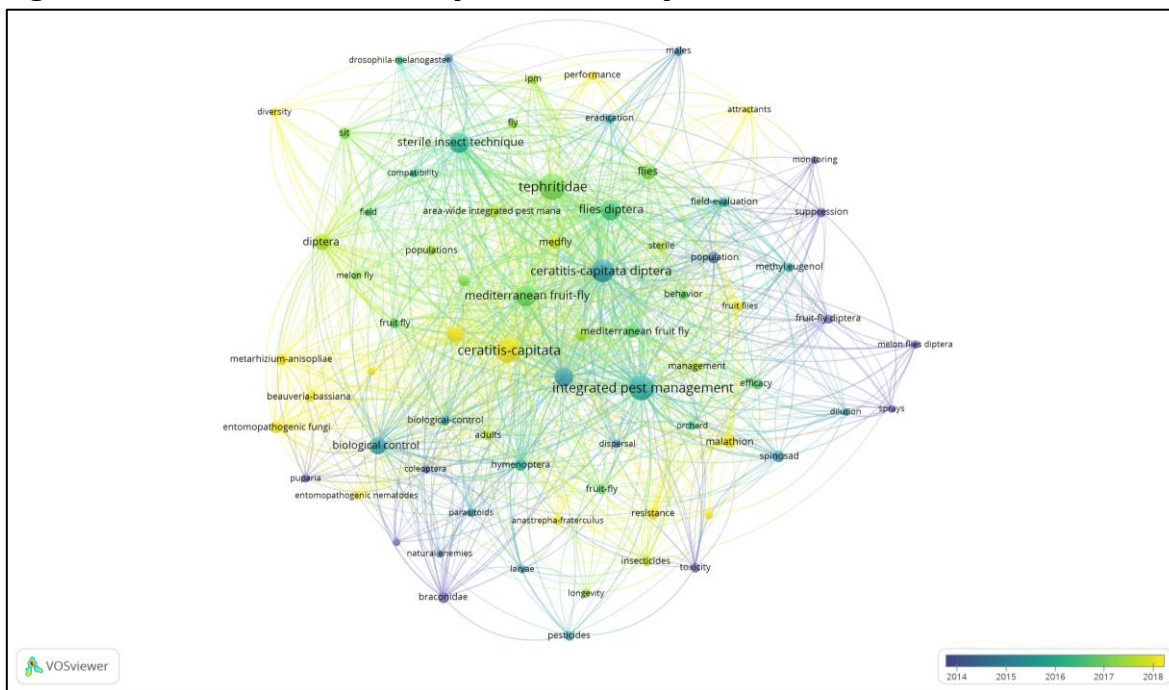 males
drosophila-melanogaster
ipm
performance
diversity
attractants
eradication
fly
sit
sterile insect technique
monitoring
compatibility
flies
tephritidae
field-evaluation
field
area-wide integrated pest mana
flies diptera
suppression
diptera
populations
medfly
sterile
population
methyl eugenol
melon fly
ceratitis-capitata diptera
mediterranean fruit-fly
behavior
fruit flies
fruit fly
mediterranean fruit fly
fruit-fly diptera
melon flies diptera
metarhizium-anisopliae
ceratitis-capitata
management
beauveria-bassiana
integrated pest management
efficacy
entomopathogenic fungi
biological-control
orchard
dilution
sprays
biological control
adults
dispersal
malathion
puparia
coleoptera
hymenoptera
spinosad
entomopathogenic nematodes
fruit-fly
parasitoids
anastrepha-fraterculus
resistance
natural-enemies
larvae
insecticides
toxicity
braconidae
longevity
pesticides
VOSviewer
2014 2015 2016 2017 2018